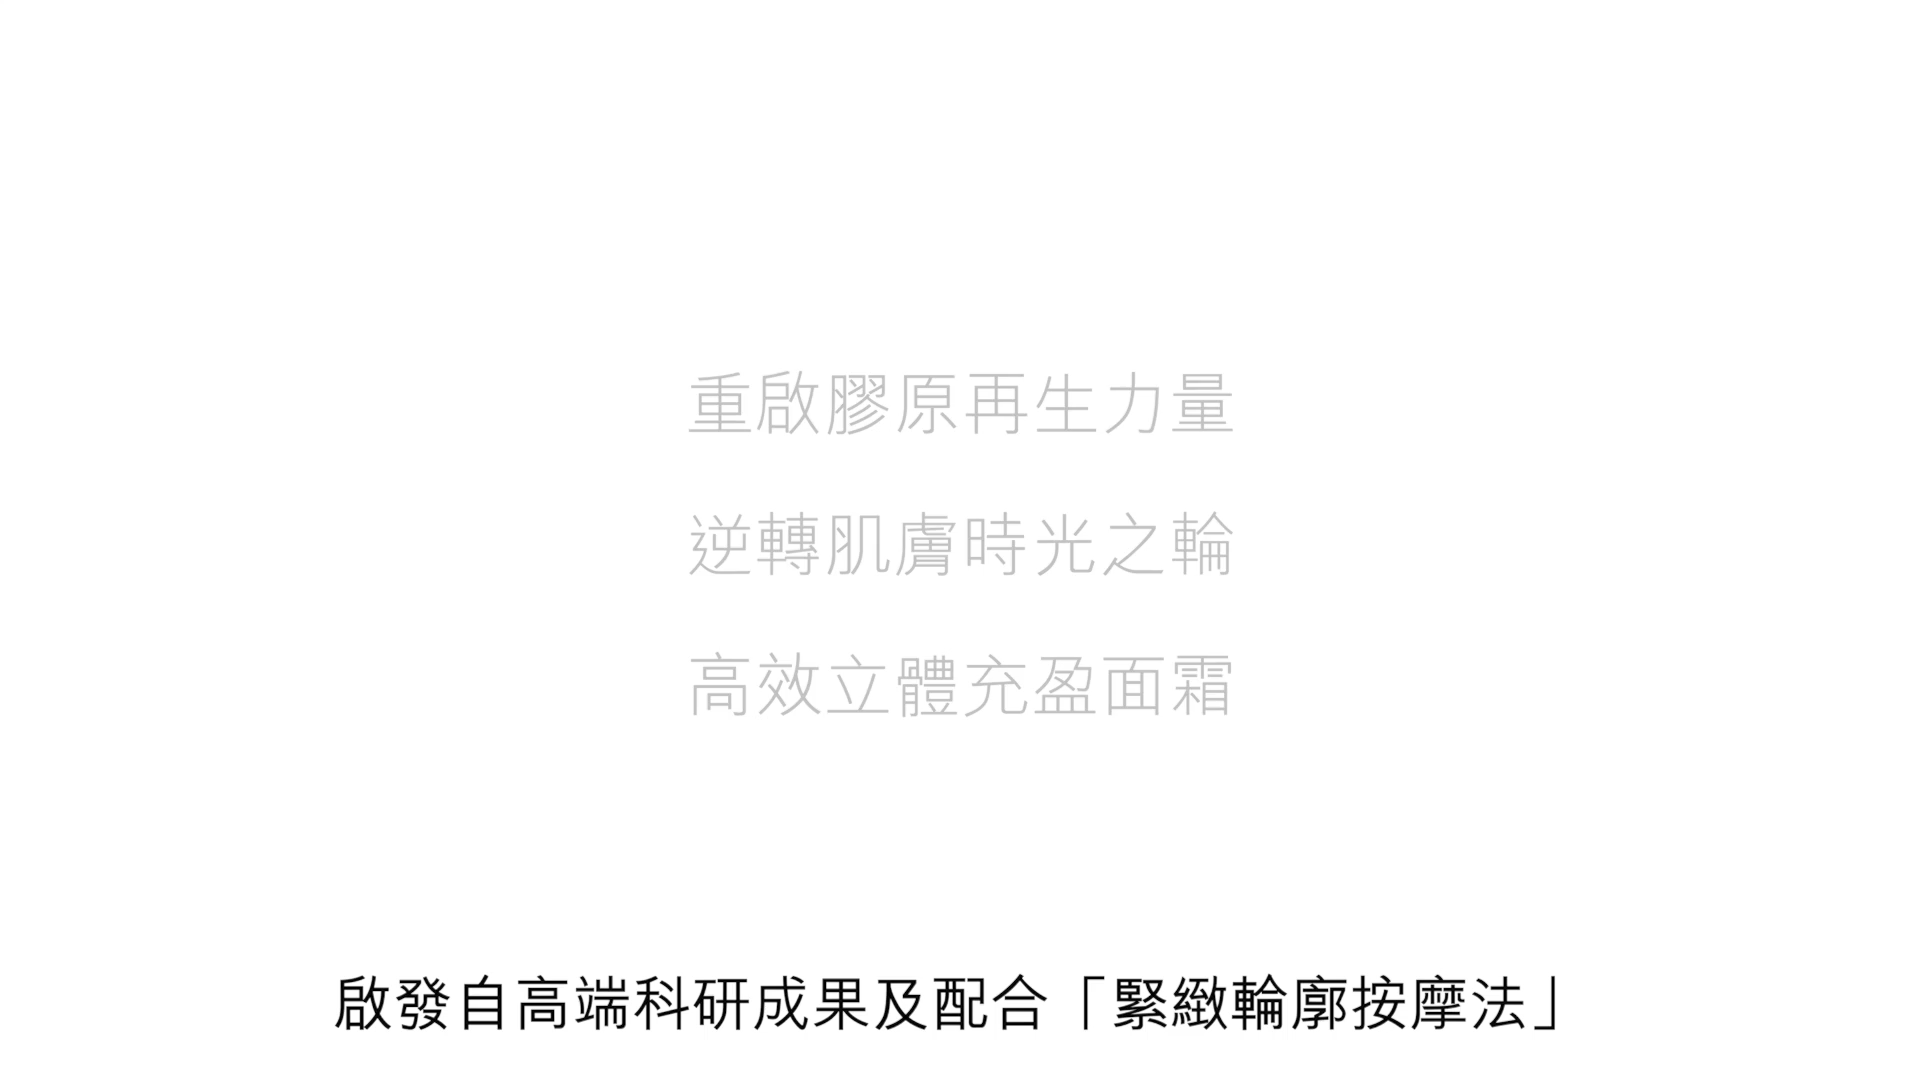 重啟膠原再生力量
逆轉肌膚時光之輪
高效立體充盈面霜
啟發自高端科研成果及配合「緊緻輪廓按摩法」